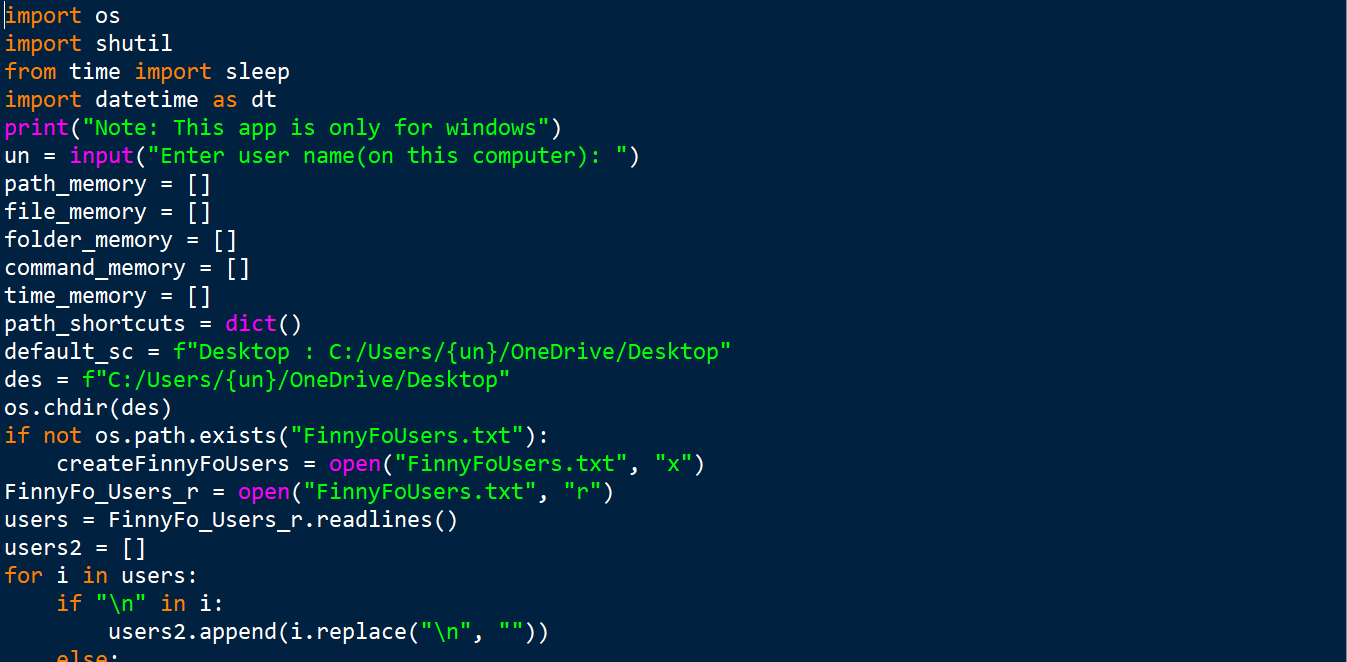 import os
import shutil
from time import sleep
import datetime as dt
print("Note: This app is only for windows")
un = input("Enter user name(on this computer): ")
path_memory = []
file_memory = []
folder_memory = []
command_memory = []
time_memory = []
path_shortcuts = dict()
default_sc = f"Desktop : C:/Users/{un}/OneDrive/Desktop"
des = f"C:/Users/{un}/OneDrive/Desktop"
os.chdir(des)
if not os.path.exists("FinnyFoUsers.txt"):
    createFinnyFoUsers = open("FinnyFoUsers.txt", "x")
FinnyFo_Users_r = open("FinnyFoUsers.txt", "r")
users = FinnyFo_Users_r.readlines()
users2 = []
for i in users:
    if "\n" in i:
        users2.append(i.replace("\n", ""))
    else: